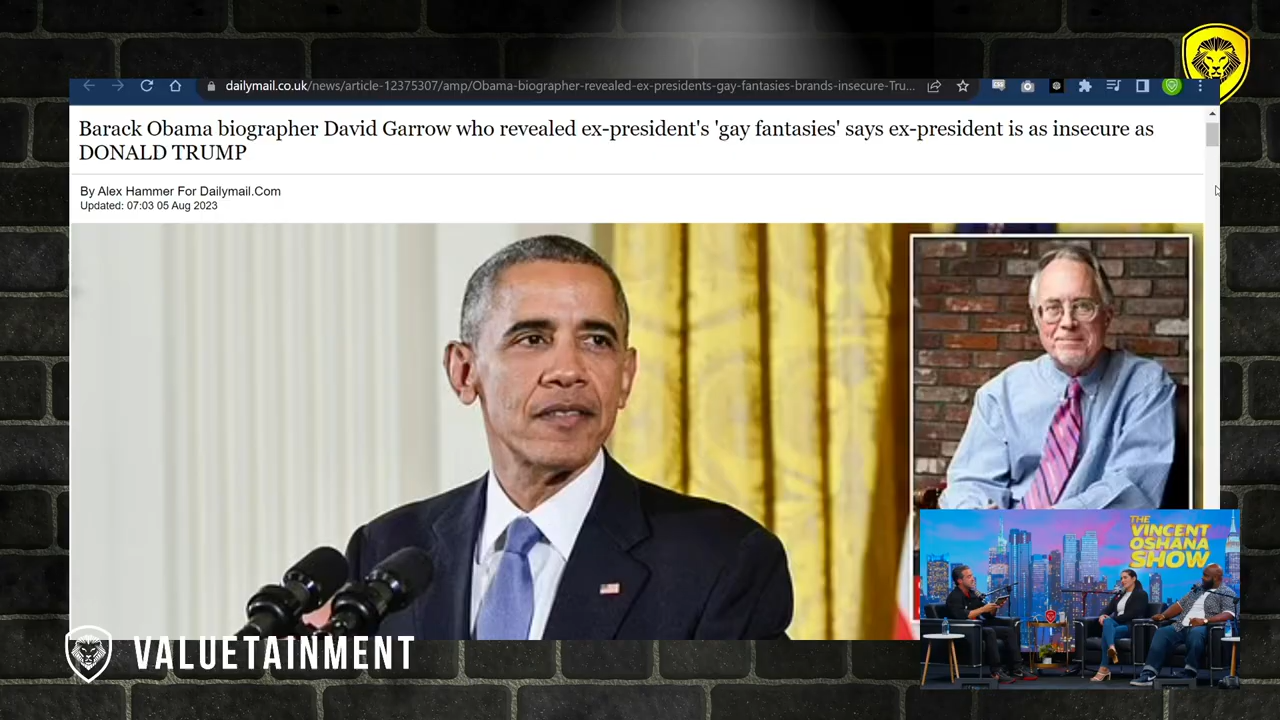 dailymail.co.uk/news/article-12375307/amp/Obama-biographer-revealed-ex-presidents-gay-fantasies-brands-insecure-Tru...
Barack Obama biographer David Garrow who revealed ex-president's 'gay fantasies' says ex-president is as insecure as
DONALD TRUMP
By Alex Hammer For Dailymail.Com
Updated: 07:03 05 Aug 2023
THE
VINCENT
OSHANA
SHOW
VALUETAINMENT